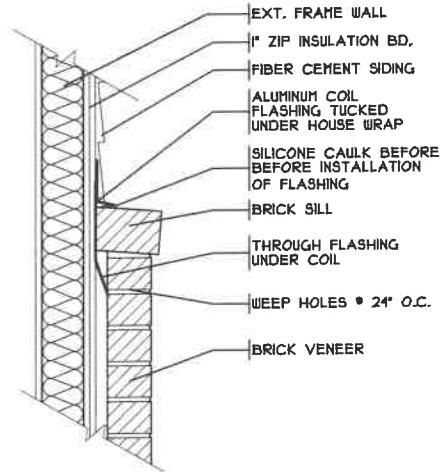 EXT. FRAME WALL
1" ZIP INSULATION BD.
FIBER CEMENT SIDING
ALUMINUM COIL
FLASHING TUCKED
UNDER HOUSE WRAP
SILICONE CAULK BEFORE
BEFORE INSTALLATION
OF FLASHING
BRICK SILL
THROUGH FLASHING
UNDER COIL
WEEP HOLES @ 24" O.C.
BRICK VENEER